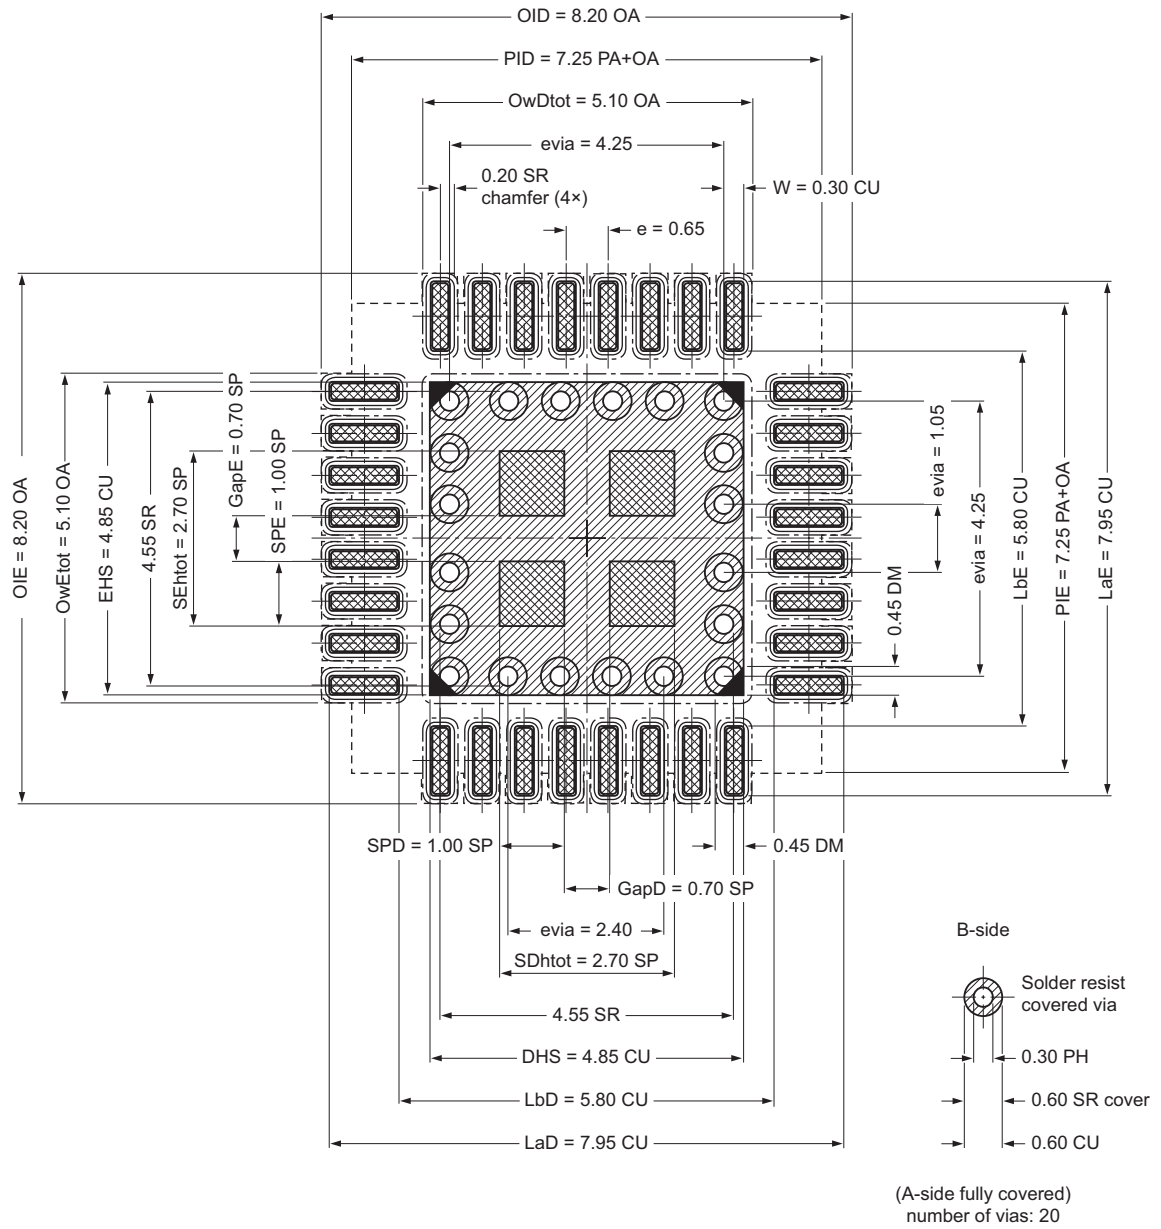 OID = 8.20 OA
PID = 7.25 PA+OA
OwDtot = 5.10 OA
evia = 4.25
0.20 SR
chamfer (4×)
W = 0.30 CU
e = 0.65
OIE = 8.20 OA
OwEtot = 5.10 OA
EHS = 4.85 CU
4.55 SR
SEhtot = 2.70 SP
GapE = 0.70 SP
SPE = 1.00 SP
evia = 1.05
0.45 DM
evia = 4.25
LbE = 5.80 CU
PIE = 7.25 PA+OA
LaE = 7.95 CU
SPD = 1.00 SP
0.45 DM
GapD = 0.70 SP
evia = 2.40
SDhtot = 2.70 SP
4.55 SR
DHS = 4.85 CU
LbD = 5.80 CU
LaD = 7.95 CU
B-side
Solder resist
covered via
0.30 PH
0.60 SR cover
0.60 CU
(A-side fully covered)
number of vias: 20